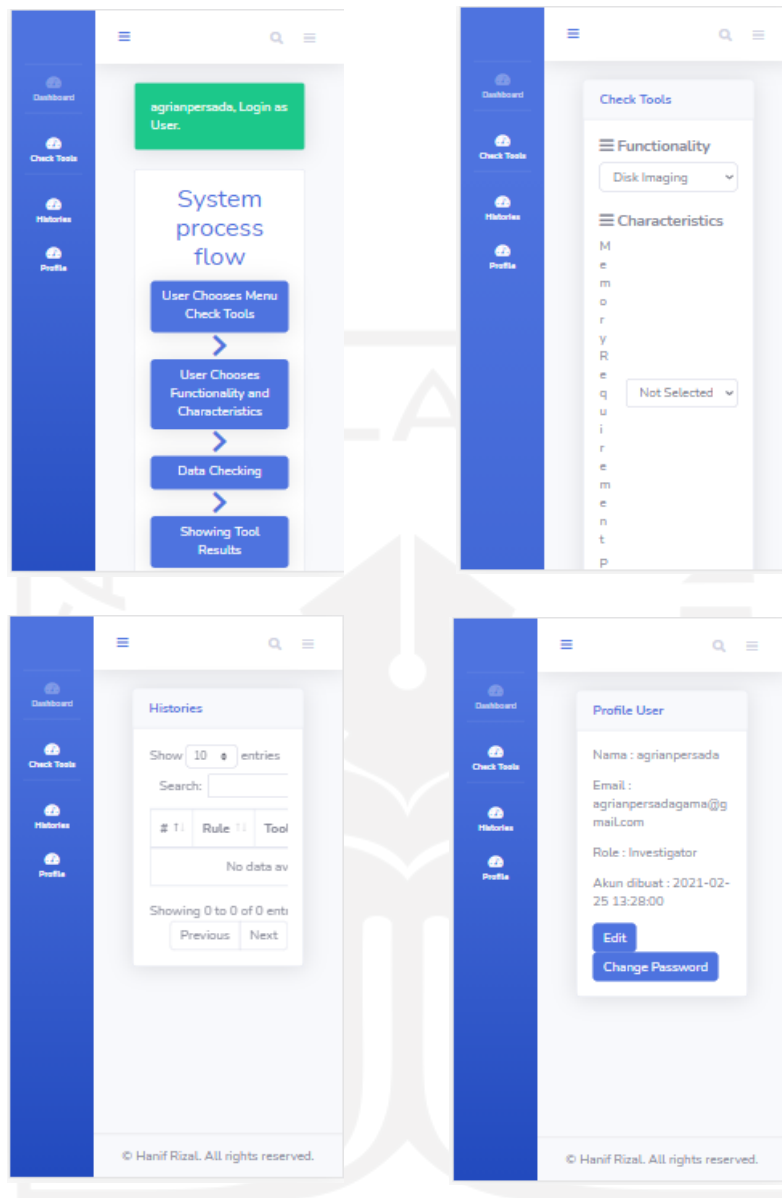 Dashboard
Check Tools
Histories
Profile
agrianpersada, Login as
User.
System
process
flow
User Chooses Menu
Check Tools
User Chooses
Functionality and
Characteristics
Data Checking
Showing Tool
Results
Dashboard
Check Tools
Histories
Profile
Check Tools
Functionality
Disk Imaging
Characteristics
M
e
m
o
r
y
R
e
q
u
i
r
e
m
e
n
t
P
Not Selected
Dashboard
Check Tools
Histories
Profile
Histories
Show 10 entries
Search:
# Rule Tool
No data av
Showing 0 to 0 of 0 entr
Previous Next
© Hanif Rizal. All rights reserved.
Dashboard
Check Tools
Histories
Profile
Profile User
Nama : agrianpersada
Email :
agrianpersadagama@g
mail.com
Role : Investigator
Akun dibuat : 2021-02-
25 13:28:00
Edit
Change Password
© Hanif Rizal. All rights reserved.